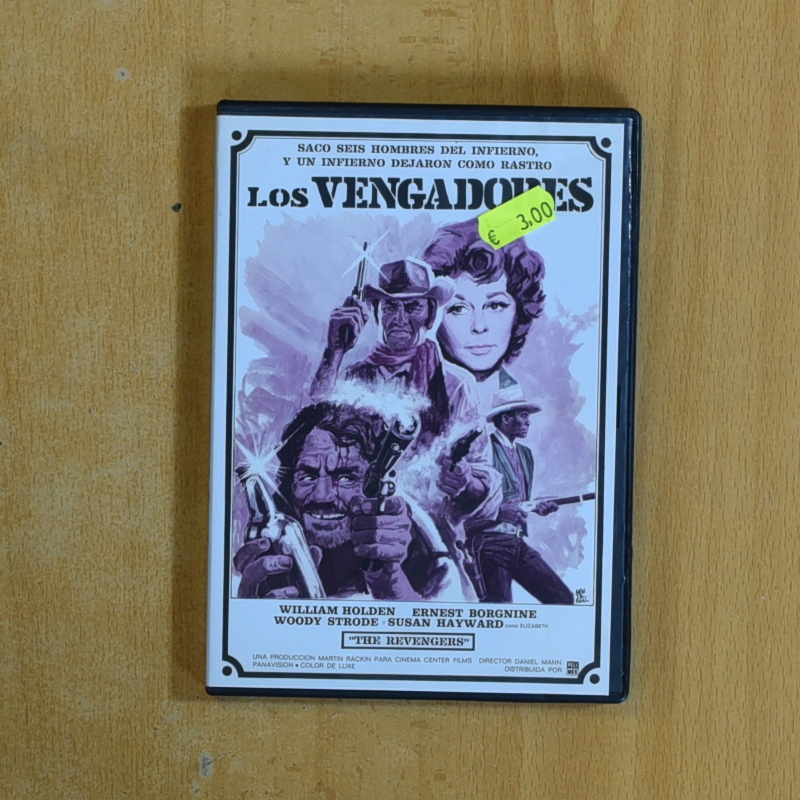 SACO SEIS HOMBRES DEL INFIERNO,
Y UN INFIERNO DEJARON COMO RASTRO
LOS VENGADORES
€ 3,00
WILLIAM HOLDEN ERNEST BORGNINE
WOODY STRODE Y SUSAN HAYWARD COMO ELIZABETH
"THE REVENGERS"
UNA PRODUCCION MARTIN RACKIN PARA CINEMA CENTER FILMS DIRECTOR DANIEL MANN
PANAVISION • COLOR DE LUXE DISTRIBUIDA POR PELI MEX